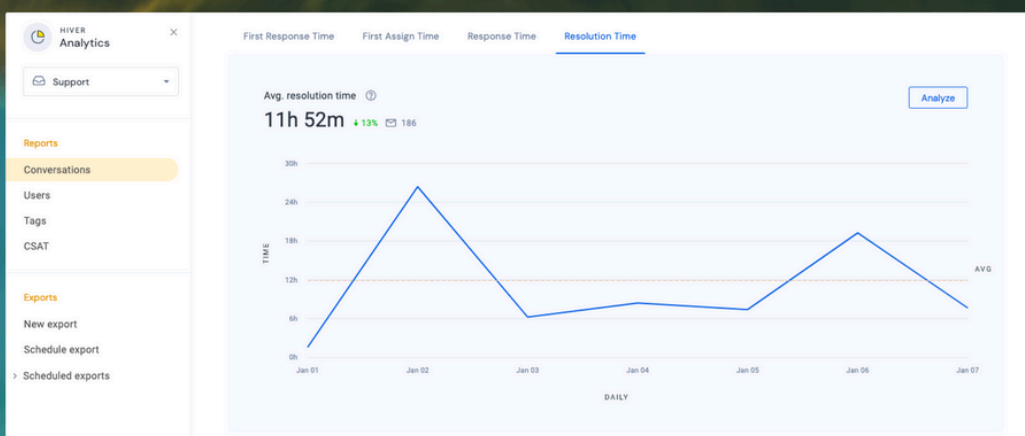 HIVER
Analytics
Support
Reports
Conversations
Users
Tags
CSAT
Exports
New export
Schedule export
Scheduled exports
First Response Time First Assign Time Response Time Resolution Time
Avg. resolution time
Analyze
11h 52m 13% 186
30h
24h
18h
12h
6h
0h
TIME
AVG
Jan 01 Jan 02 Jan 03 Jan 04 Jan 05 Jan 06 Jan 07
DAILY